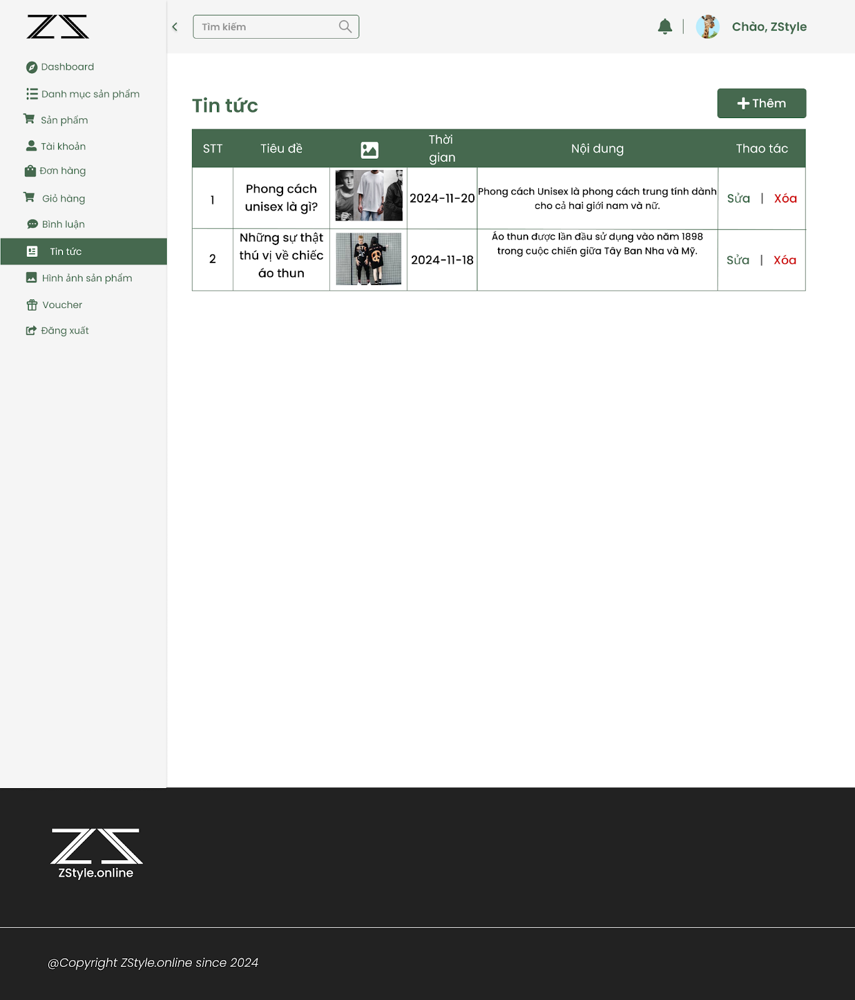 ZS
Tìm kiếm
Chào, ZStyle
Dashboard
Danh mục sản phẩm
Sản phẩm
Tài khoản
Đơn hàng
Giỏ hàng
Bình luận
Tin tức
Hình ảnh sản phẩm
Voucher
Đăng xuất
Tin tức
Thêm
STT
Tiêu đề
Thời
gian
Nội dung
Thao tác
1
Phong cách
unisex là gì?
2024-11-20
Phong cách Unisex là phong cách trung tính dành
cho cả hai giới nam và nữ.
Sửa | Xóa
2
Những sự thật
thú vị về chiếc
áo thun
2024-11-18
Áo thun được lần đầu sử dụng vào năm 1898
trong cuộc chiến giữa Tây Ban Nha và Mỹ.
Sửa | Xóa
ZS
ZStyle.online
@Copyright ZStyle.online since 2024